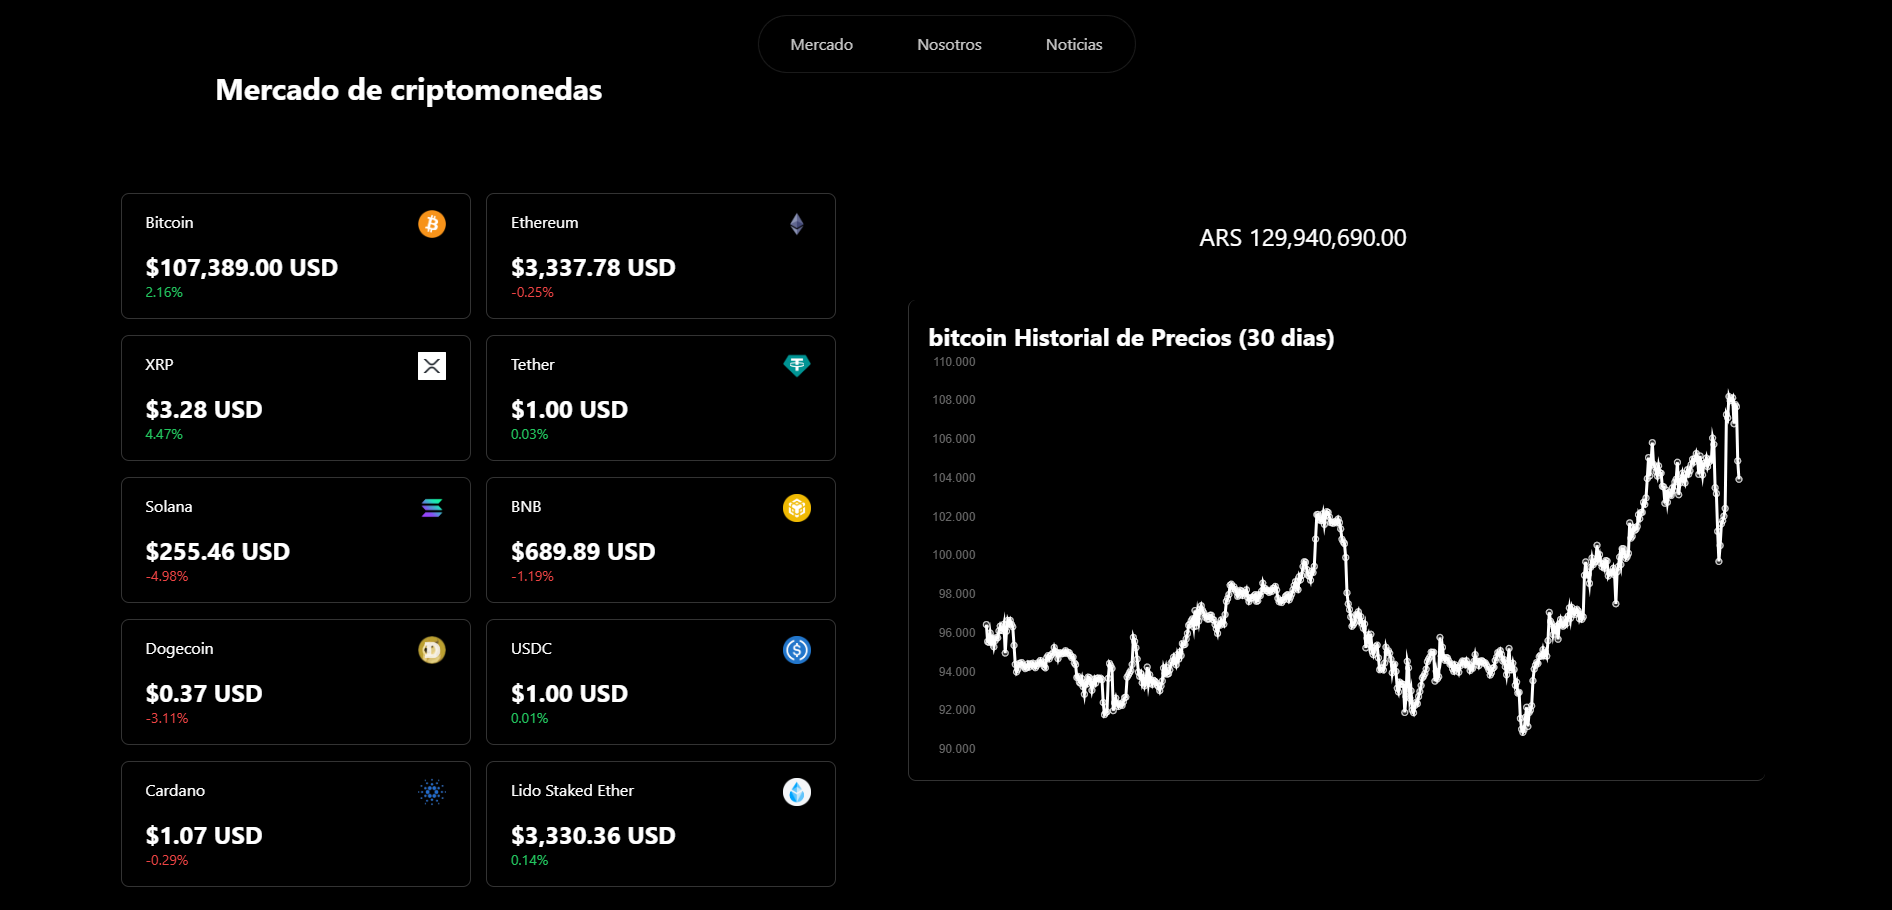 Mercado
Nosotros
Noticias
Mercado de criptomonedas
Bitcoin
$107,389.00 USD
2.16%
Ethereum
$3,337.78 USD
-0.25%
XRP
$3.28 USD
4.47%
Tether
$1.00 USD
0.03%
Solana
$255.46 USD
-4.98%
BNB
$689.89 USD
-1.19%
Dogecoin
$0.37 USD
-3.11%
USDC
$1.00 USD
0.01%
Cardano
$1.07 USD
-0.29%
Lido Staked Ether
$3,330.36 USD
0.14%
ARS 129,940,690.00
bitcoin Historial de Precios (30 dias)
110.000
108.000
106.000
104.000
102.000
100.000
98.000
96.000
94.000
92.000
90.000